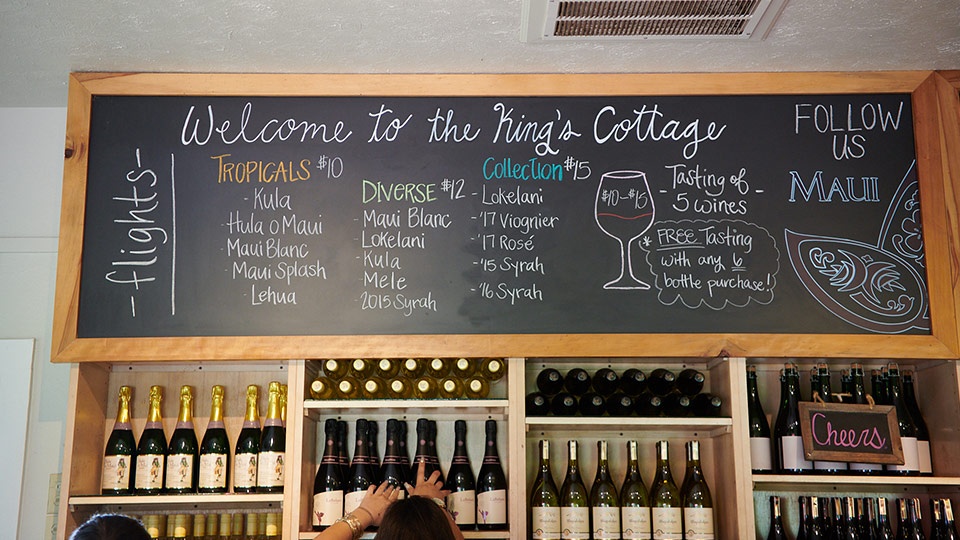 Welcome to the King's Cottage
-flights-
TROPICALS $10
- Kula
- Hula o Maui
- Maui Blanc
- Maui Splash
- Lehua
DIVERSE $12
- Maui Blanc
- Lokelani
- Kula
- Mele
- 2015 Syrah
Collection $15
- Lokelani
- '17 Viognier
- '17 Rosé
- '15 Syrah
- '16 Syrah
$10-$15
- Tasting of -
5 wines
* FREE Tasting
with any 6
bottle purchase!
FOLLOW
US
MAUI
Cheers